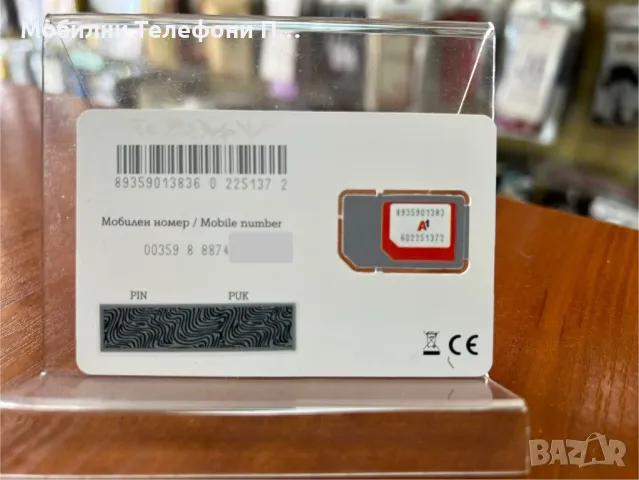 Мобилни Телефони П...
89359013836 0 225137 2
Мобилен номер / Mobile number
00359 8 8874
PIN PUK
8935901383
A1
602251372
CE
BAZAR